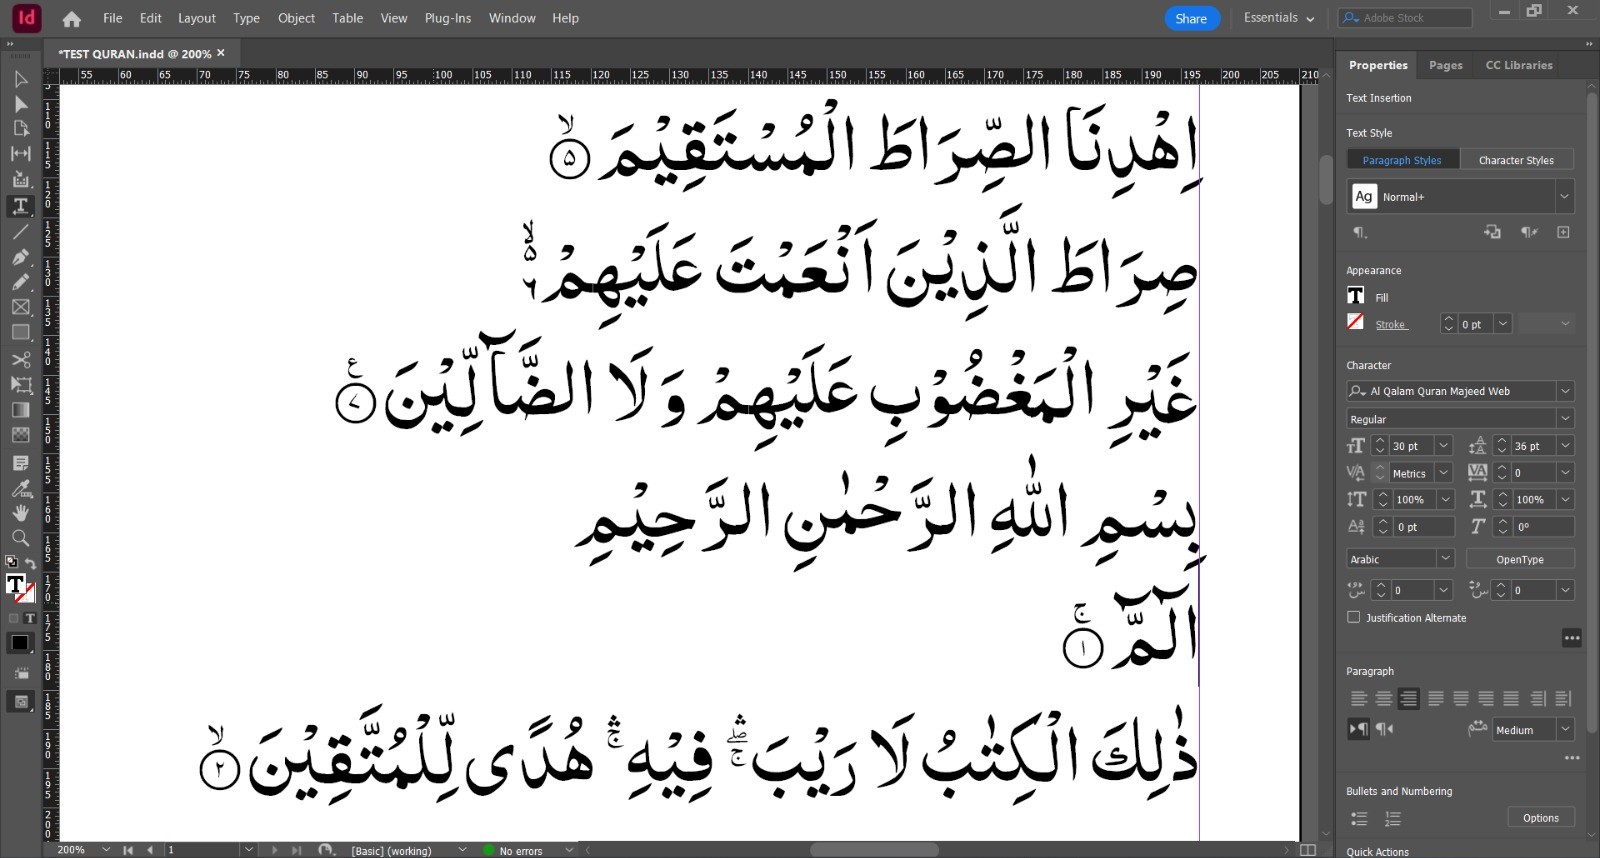 File Edit Layout Type Object Table View Plug-Ins Window Help Share Essentials Adobe Stock
*TEST QURAN.indd @ 200%
55 60 65 70 75 80 85 90 95 100 105 110 115 120 125 130 135 140 145 150 155 160 165 170 175 180 185 190 195 200 205 210
اِهْدِنَا الصِّرَاطَ الْمُسْتَقِيْمَ ۙ۝۵
صِرَاطَ الَّذِيْنَ اَنْعَمْتَ عَلَيْهِمْ ۙ۬۝۶
غَيْرِ الْمَغْضُوْبِ عَلَيْهِمْ وَلَا الضَّآلِّيْنَ ۝۷ ع
بِسْمِ اللّٰهِ الرَّحْمٰنِ الرَّحِيْمِ
الٓمّٓ ۚ۝۱
ذٰلِكَ الْكِتٰبُ لَا رَيْبَ ۛۖۚ فِيْهِ ۛۚ هُدًى لِّلْمُتَّقِيْنَ ۙ۝۲
200% 1 [Basic] (working) No errors
Properties Pages CC Libraries
Text Insertion
Text Style
Paragraph Styles Character Styles
Ag Normal+
Appearance
Fill
Stroke 0 pt
Character
Al Qalam Quran Majeed Web
Regular
30 pt 36 pt
Metrics 0
100% 100%
0 pt 0°
Arabic OpenType
0 0
Justification Alternate
Paragraph
Medium
Bullets and Numbering
Options
Quick Actions